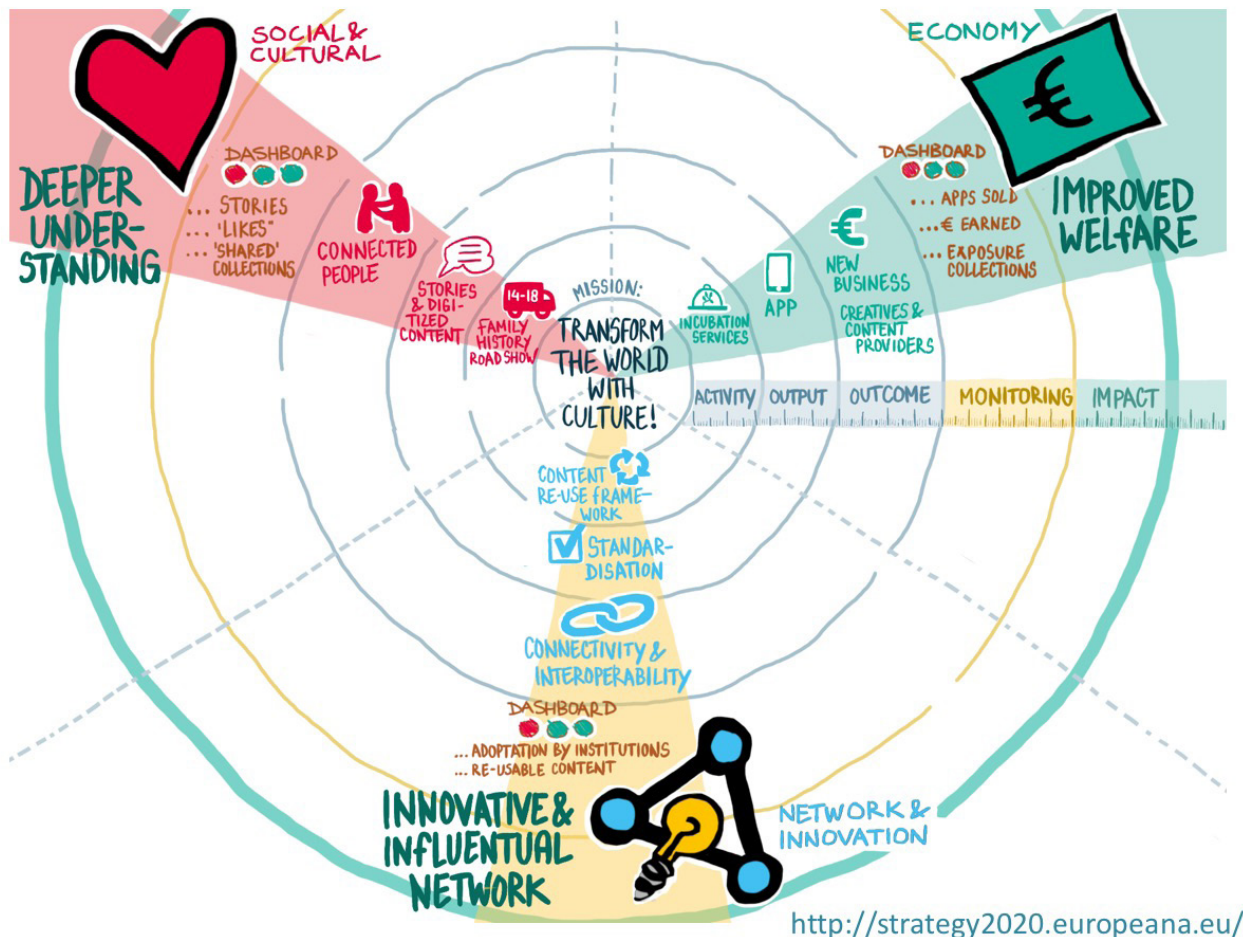 SOCIAL &
CULTURAL
DASHBOARD
... STORIES
... 'LIKES"
... 'SHARED'
COLLECTIONS
DEEPER
UNDER-
STANDING
CONNECTED
PEOPLE
STORIES
& DIGI-
TIZED
CONTENT
14-18
FAMILY
HISTORY
ROAD SHOW
MISSION:
TRANSFORM
THE WORLD
WITH
CULTURE!
ECONOMY
€
DASHBOARD
... APPS SOLD
...€ EARNED
... EXPOSURE
COLLECTIONS
IMPROVED
WELFARE
INCUBATION
SERVICES
APP
€
NEW
BUSINESS
CREATIVES &
CONTENT
PROVIDERS
ACTIVITY OUTPUT OUTCOME MONITORING IMPACT
CONTENT
RE-USE FRAME-
WORK
STANDAR-
DISATION
CONNECTIVITY &
INTEROPERABILITY
DASHBOARD
... ADOPTATION BY INSTITUTIONS
... RE-USABLE CONTENT
INNOVATIVE &
INFLUENTUAL
NETWORK
NETWORK &
INNOVATION
http://strategy2020.europeana.eu/